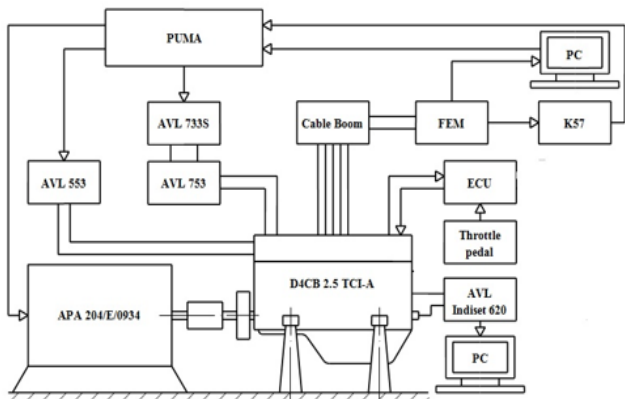 PUMA
PC
AVL 733S
Cable Boom
FEM
K57
AVL 553
AVL 753
ECU
Throttle
pedal
D4CB 2.5 TCI-A
APA 204/E/0934
AVL
Indiset 620
PC